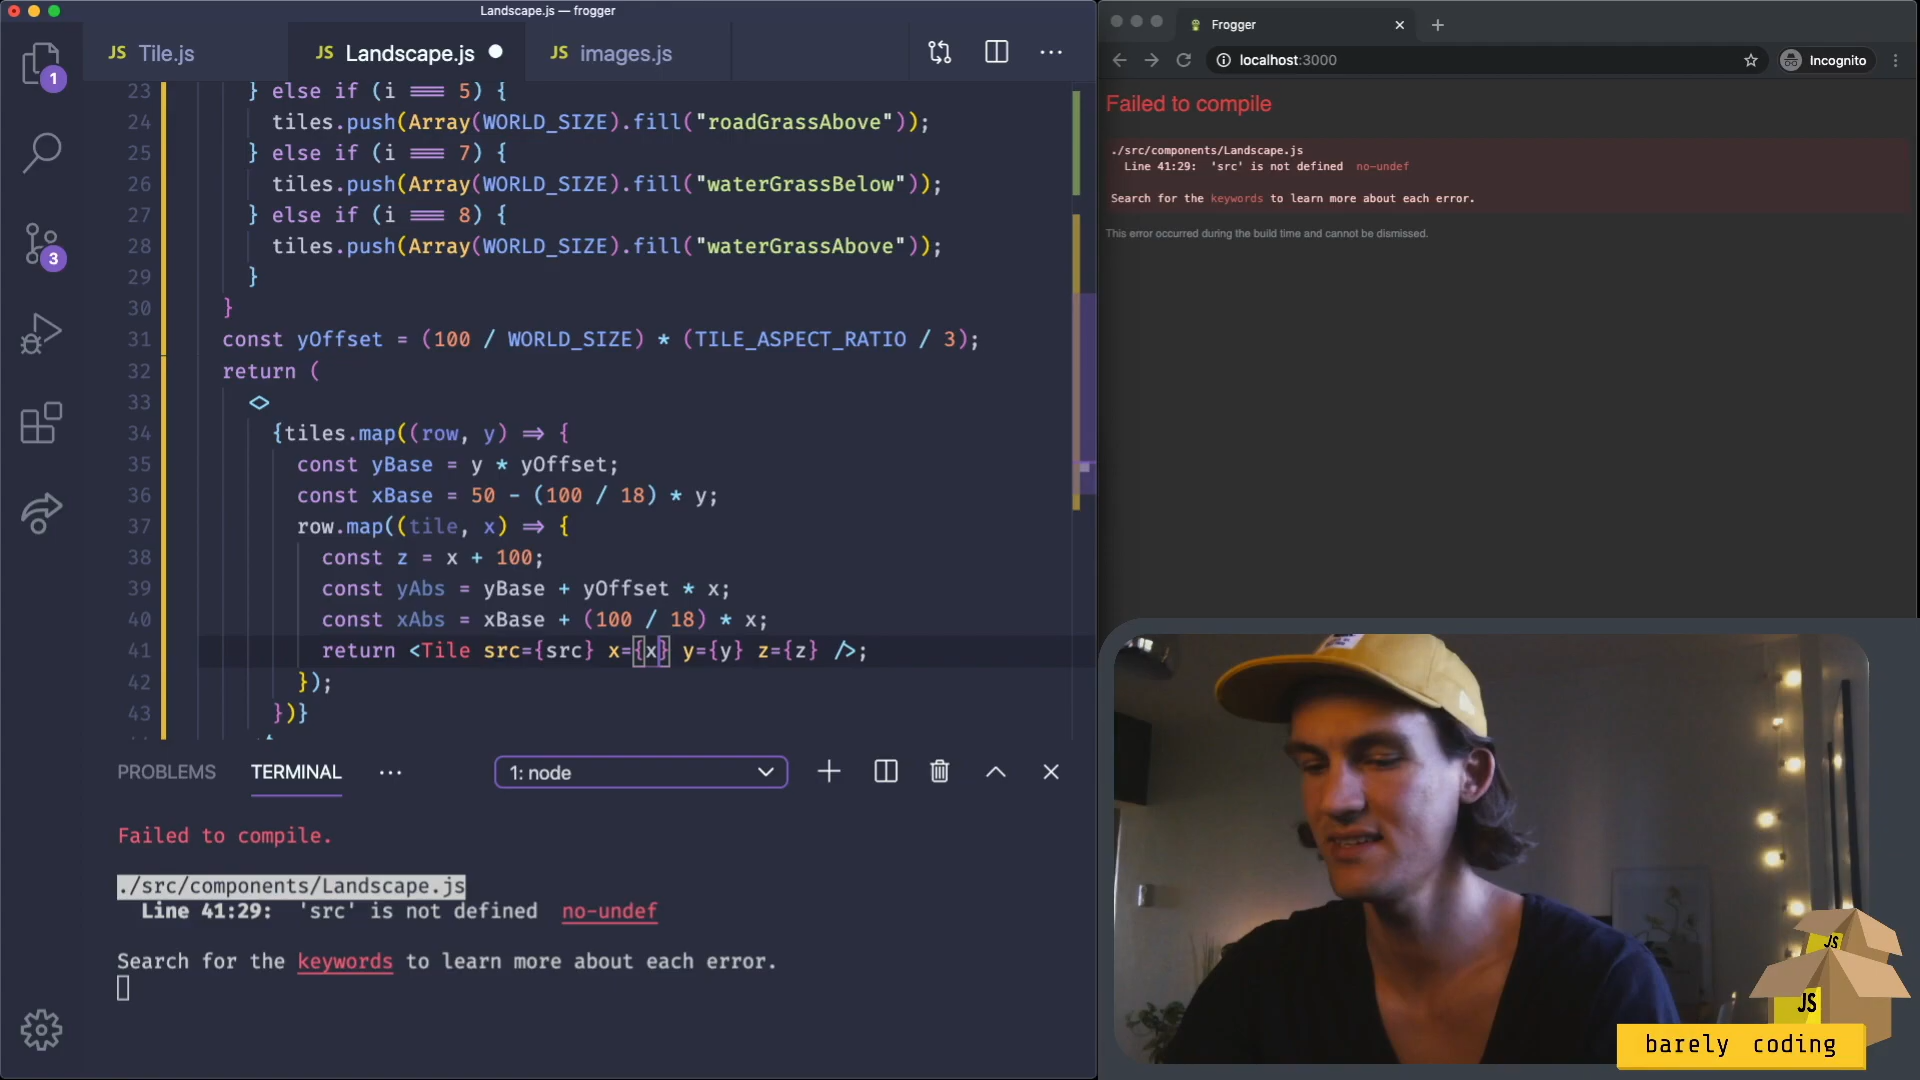 Landscape.js — frogger
JS Tile.js
JS Landscape.js
JS images.js
1
3
23 } else if (i === 5) {
24 tiles.push(Array(WORLD_SIZE).fill("roadGrassAbove"));
25 } else if (i === 7) {
26 tiles.push(Array(WORLD_SIZE).fill("waterGrassBelow"));
27 } else if (i === 8) {
28 tiles.push(Array(WORLD_SIZE).fill("waterGrassAbove"));
29 }
30 }
31 const yOffset = (100 / WORLD_SIZE) * (TILE_ASPECT_RATIO / 3);
32 return (
33 <>
34 {tiles.map((row, y) => {
35 const yBase = y * yOffset;
36 const xBase = 50 - (100 / 18) * y;
37 row.map((tile, x) => {
38 const z = x + 100;
39 const yAbs = yBase + yOffset * x;
40 const xAbs = xBase + (100 / 18) * x;
41 return <Tile src={src} x={x} y={y} z={z} />;
42 });
43 })}
PROBLEMS
TERMINAL
1: node
Failed to compile.
./src/components/Landscape.js
Line 41:29: 'src' is not defined no-undef
Search for the keywords to learn more about each error.
Frogger
localhost:3000
Incognito
Failed to compile
./src/components/Landscape.js
Line 41:29: 'src' is not defined no-undef
Search for the keywords to learn more about each error.
This error occurred during the build time and cannot be dismissed.
JS
JS
barely coding